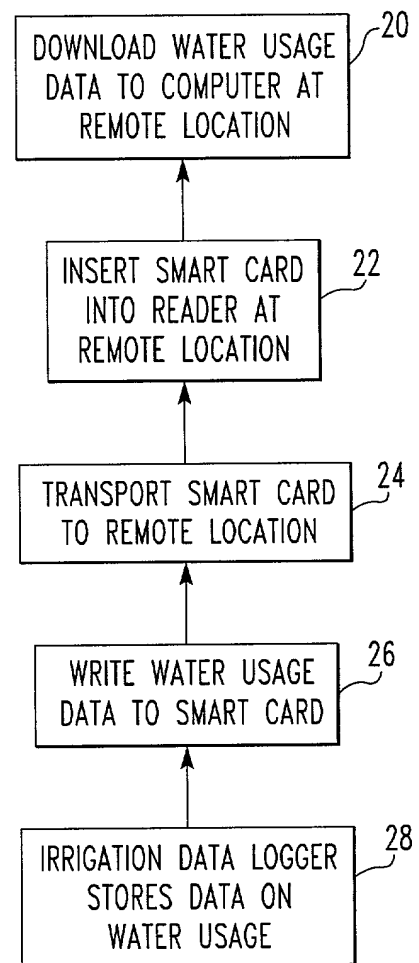 DOWNLOAD WATER USAGE
DATA TO COMPUTER AT
REMOTE LOCATION
20
INSERT SMART CARD
INTO READER AT
REMOTE LOCATION
22
TRANSPORT SMART CARD
TO REMOTE LOCATION
24
WRITE WATER USAGE
DATA TO SMART CARD
26
IRRIGATION DATA LOGGER
STORES DATA ON
WATER USAGE
28